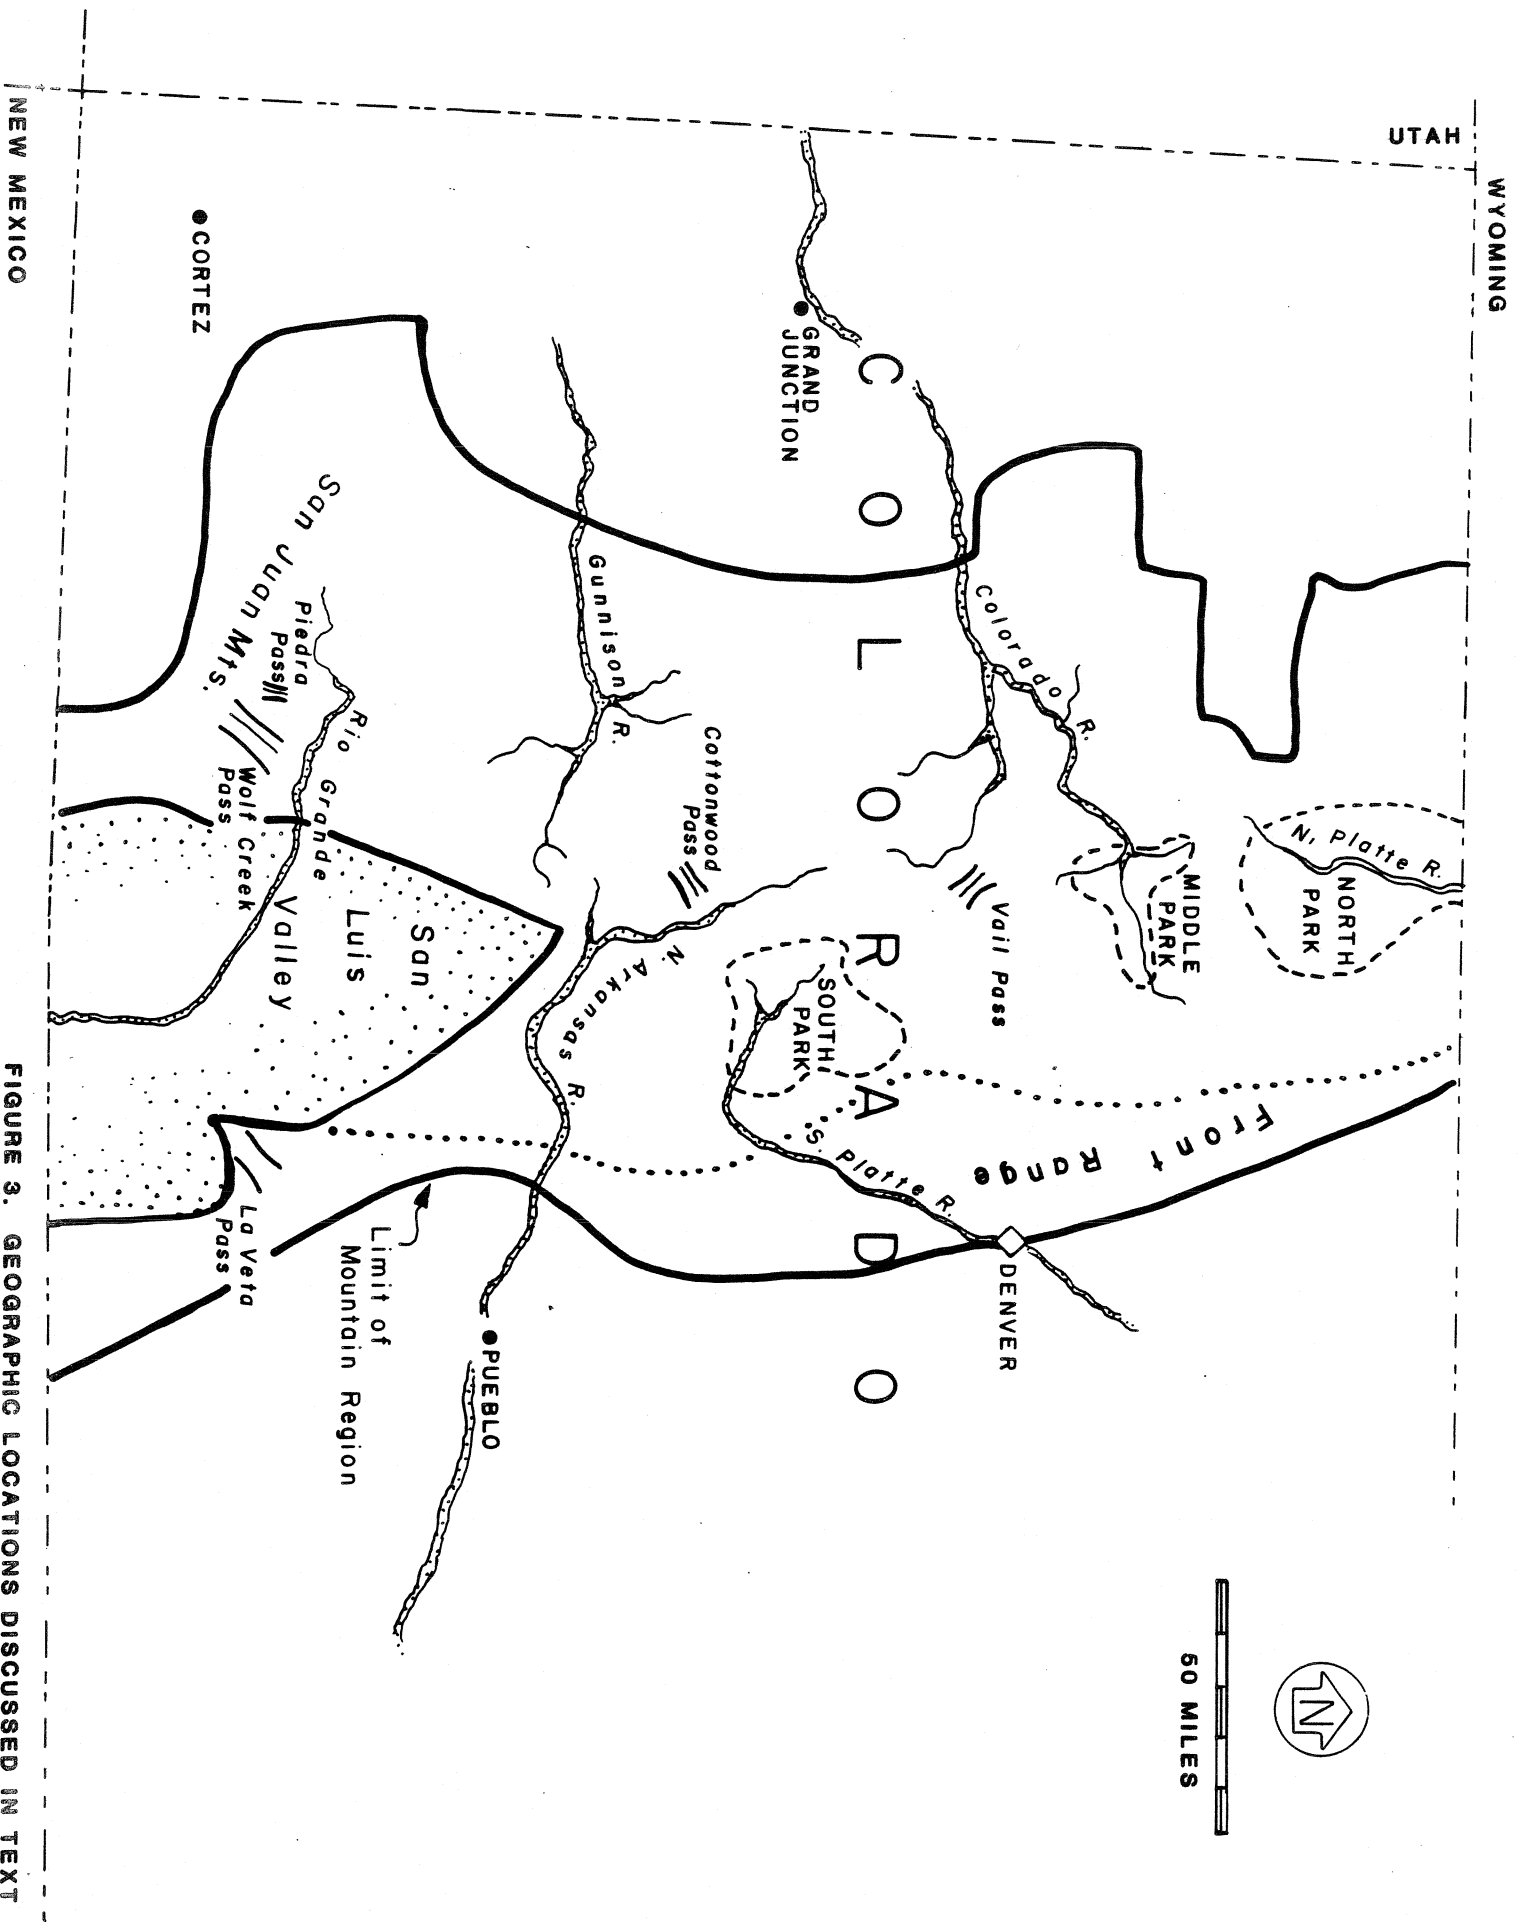 WYOMING
UTAH
N. Platte R.
NORTH
PARK
MIDDLE
PARK
Colorado R.
Vail Pass
Front Range
COLORADO
GRAND
JUNCTION
DENVER
SOUTH
PARK
S. Platte R.
Cottonwood
Pass
Gunnison R.
N. Arkansas R.
PUEBLO
Limit of
Mountain Region
San
Luis
Valley
San Juan Mts.
Piedra
Pass
Rio Grande
Wolf Creek
Pass
La Veta
Pass
CORTEZ
NEW MEXICO
N
50 MILES
FIGURE 3. GEOGRAPHIC LOCATIONS DISCUSSED IN TEXT